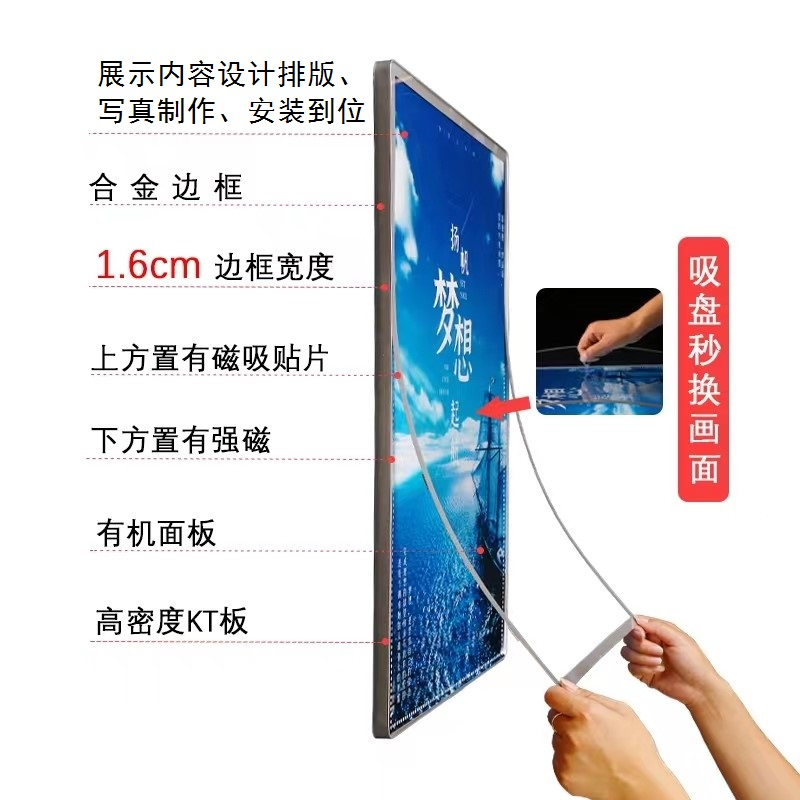 展示内容设计排版、
写真制作、安装到位
合金边框
1.6cm 边框宽度
上方置有磁吸贴片
下方置有强磁
有机面板
高密度KT板
扬帆
梦想
起
吸盘秒换画面